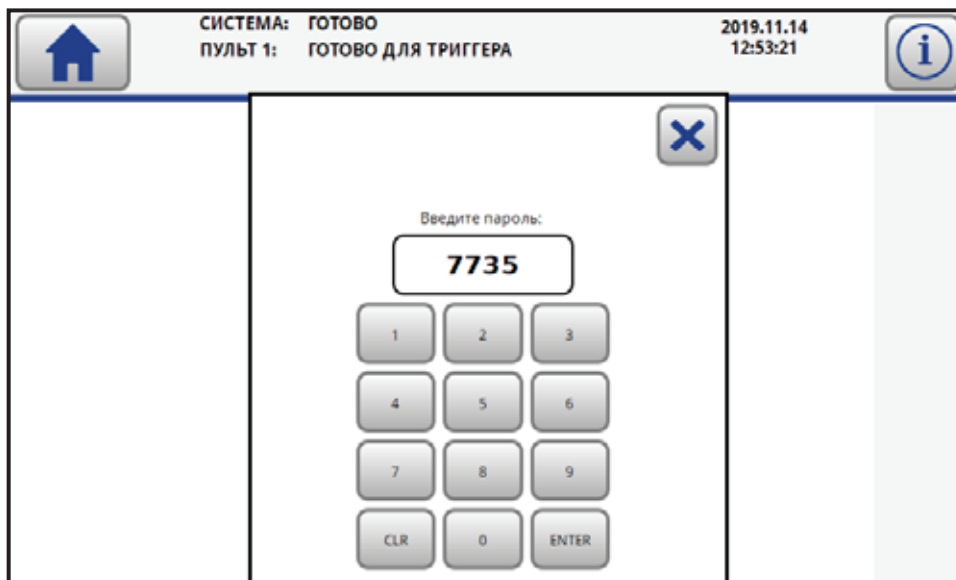 СИСТЕМА: ГОТОВО
ПУЛЬТ 1: ГОТОВО ДЛЯ ТРИГГЕРА
2019.11.14
12:53:21
i
Введите пароль:
7735
1 2 3
4 5 6
7 8 9
CLR 0 ENTER